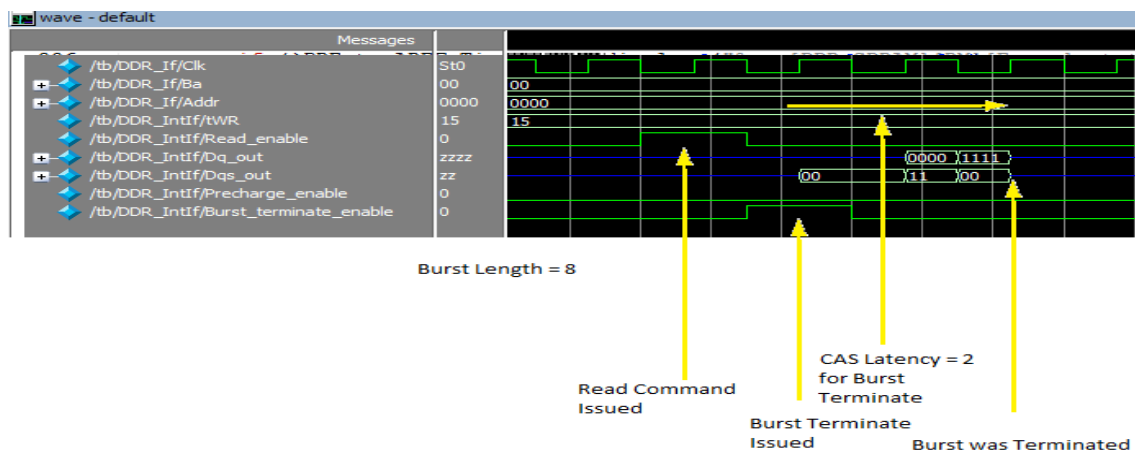 wave - default
Messages
/tb/DDR_If/Clk St0
/tb/DDR_If/Ba 00 00
/tb/DDR_If/Addr 0000 0000
/tb/DDR_IntIf/tWR 15 15
/tb/DDR_IntIf/Read_enable 0
/tb/DDR_IntIf/Dq_out zzzz 0000 1111
/tb/DDR_IntIf/Dqs_out zz 00 11 00
/tb/DDR_IntIf/Precharge_enable 0
/tb/DDR_IntIf/Burst_terminate_enable 0
Burst Length = 8
CAS Latency = 2
for Burst
Terminate
Read Command
Issued
Burst Terminate
Issued
Burst was Terminated